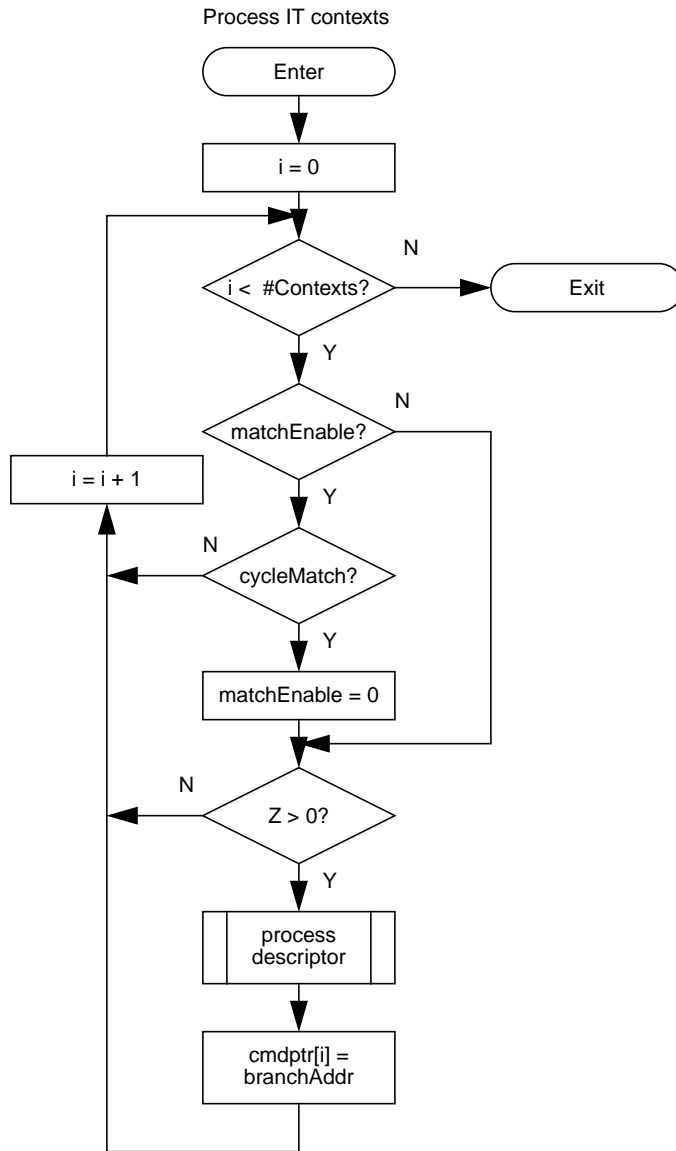 Process IT contexts
Enter
i = 0
N
i < #Contexts?
Exit
Y
N
matchEnable?
i = i + 1
Y
N
cycleMatch?
Y
matchEnable = 0
N
Z > 0?
Y
process
descriptor
cmdptr[i] =
branchAddr